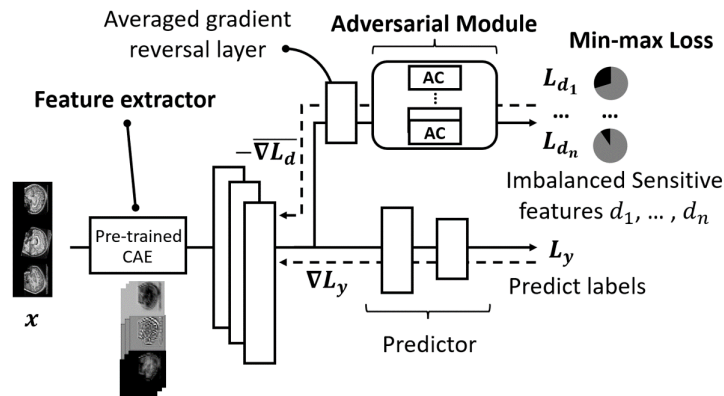 Averaged gradient
reversal layer
Adversarial Module
Min-max Loss
Feature extractor
AC
⋮
AC
L_{d_1}
... ...
L_{d_n}
-\overline{∇L_d}
Imbalanced Sensitive
features d_1, ... , d_n
Pre-trained
CAE
x
∇L_y
L_y
Predict labels
Predictor